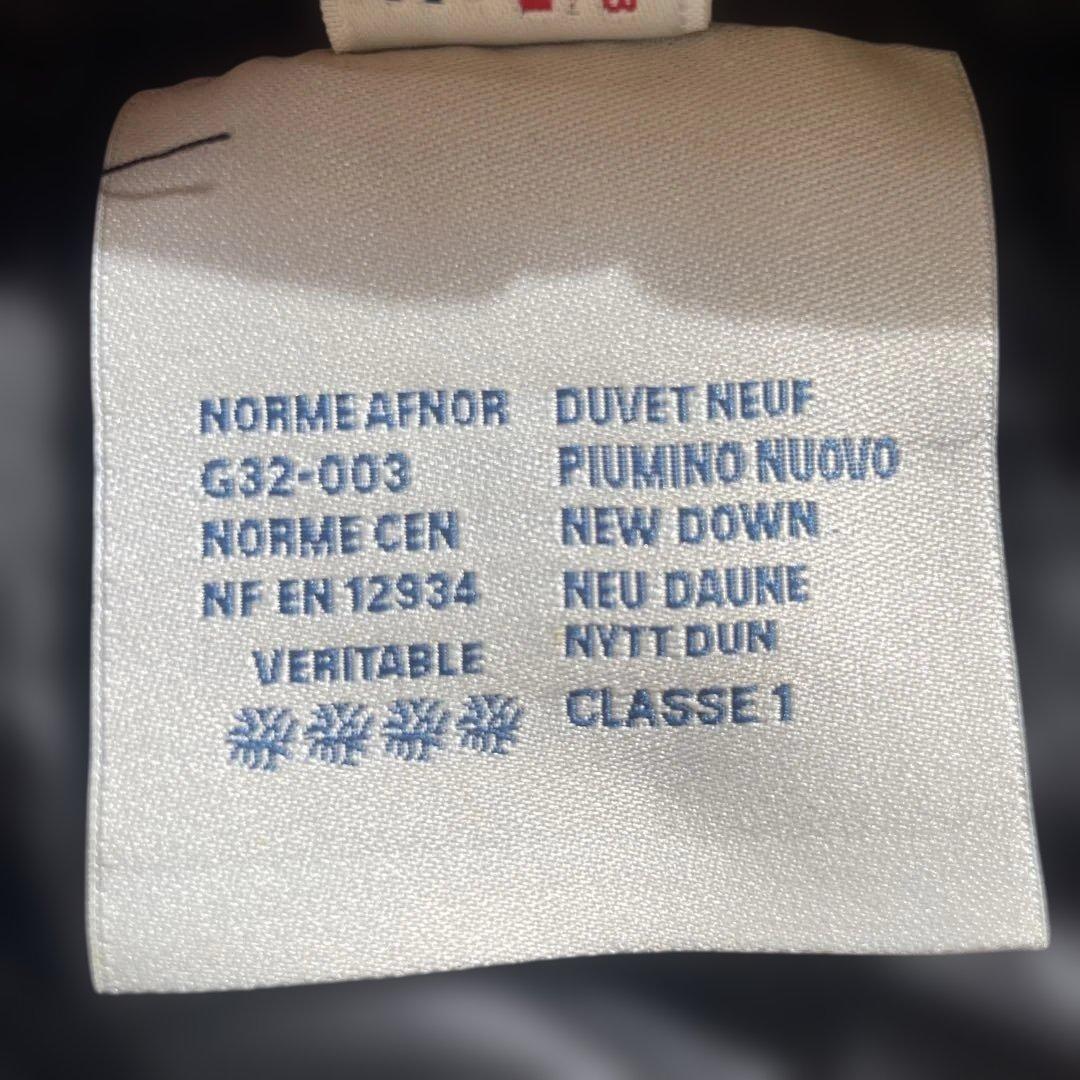 NORME AFNOR
G32-003
NORME CEN
NF EN 12934
VERITABLE
DUVET NEUF
PIUMINO NUOVO
NEW DOWN
NEU DAUNE
NYTT DUN
CLASSE 1